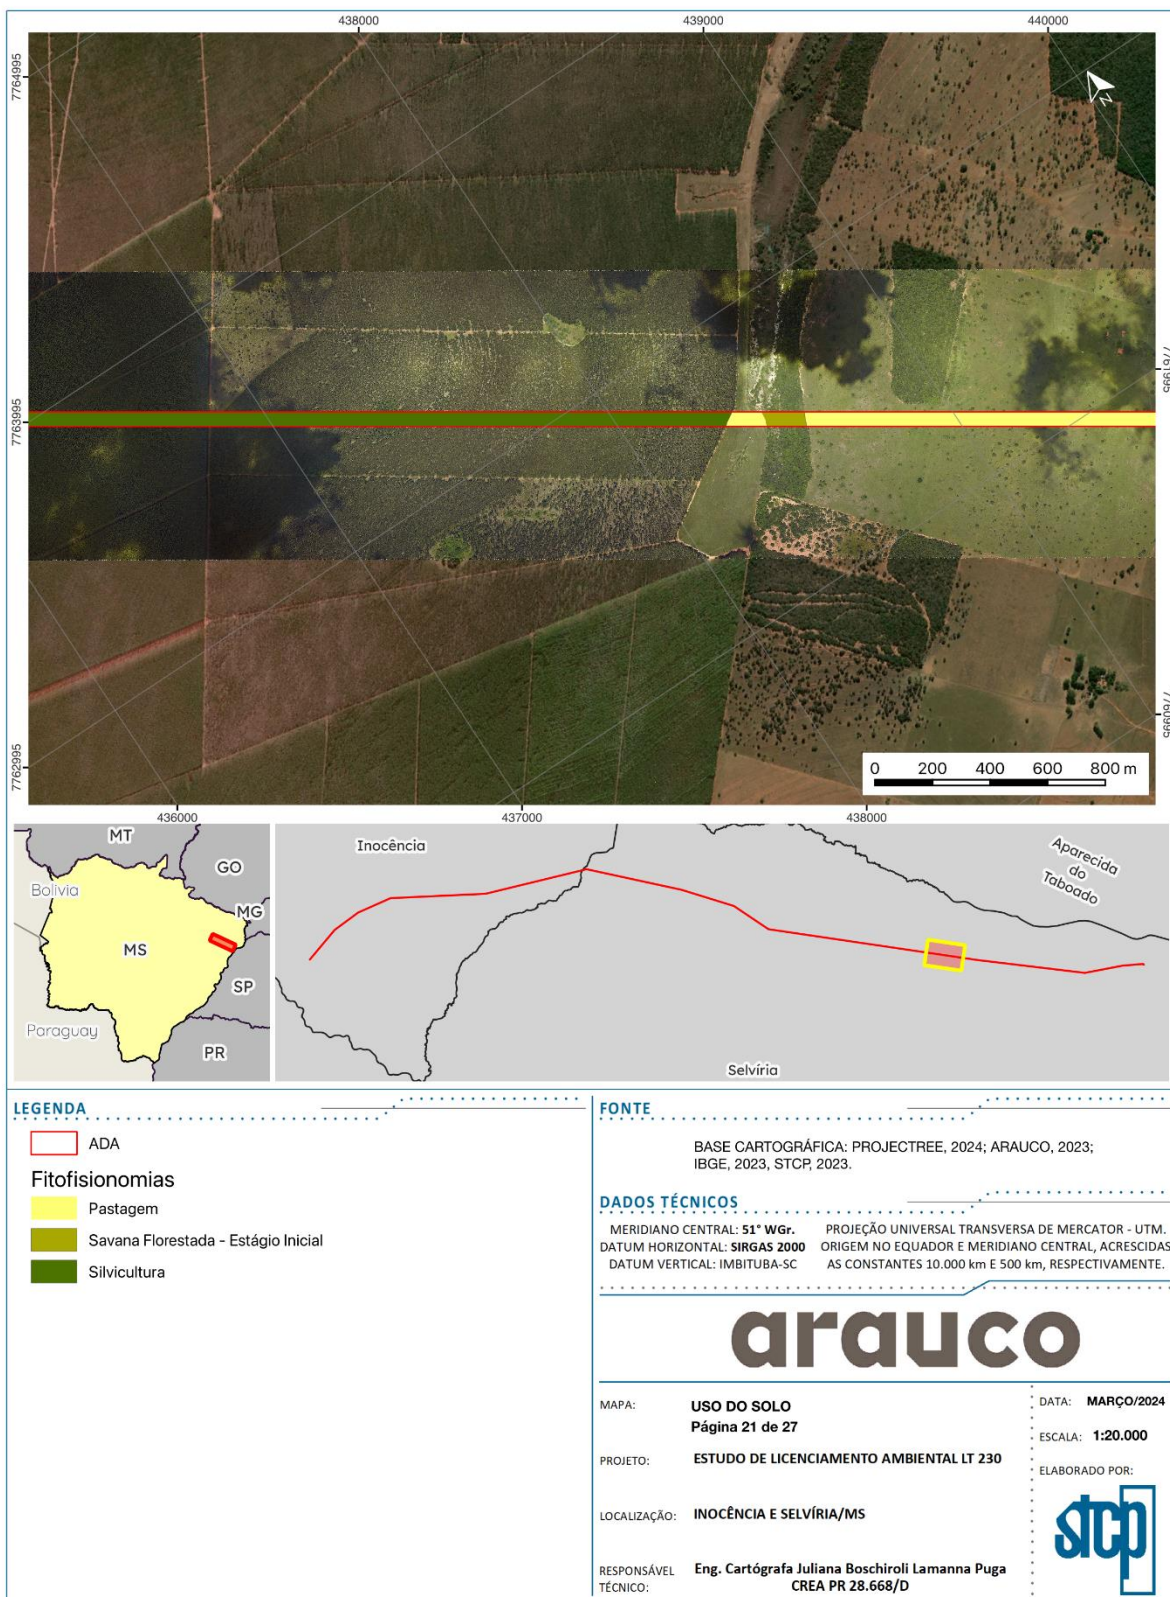 438000
439000
440000
7764995
7763995
7762995
7761995
7760995
N
0 200 400 600 800 m
436000
437000
438000
MT
GO
Bolivia
MG
MS
SP
Paraguay
PR
Inocência
Aparecida
do
Taboado
Selvíria
LEGENDA
ADA
Fitofisionomias
Pastagem
Savana Florestada - Estágio Inicial
Silvicultura
FONTE
BASE CARTOGRÁFICA: PROJECTREE, 2024; ARAUCO, 2023;
IBGE, 2023, STCP, 2023.
DADOS TÉCNICOS
MERIDIANO CENTRAL: 51° WGr.
DATUM HORIZONTAL: SIRGAS 2000
DATUM VERTICAL: IMBITUBA-SC
PROJEÇÃO UNIVERSAL TRANSVERSA DE MERCATOR - UTM.
ORIGEM NO EQUADOR E MERIDIANO CENTRAL, ACRESCIDAS
AS CONSTANTES 10.000 km E 500 km, RESPECTIVAMENTE.
arauco
MAPA: USO DO SOLO
Página 21 de 27
PROJETO: ESTUDO DE LICENCIAMENTO AMBIENTAL LT 230
LOCALIZAÇÃO: INOCÊNCIA E SELVÍRIA/MS
RESPONSÁVEL TÉCNICO: Eng. Cartógrafa Juliana Boschiroli Lamanna Puga
CREA PR 28.668/D
DATA: MARÇO/2024
ESCALA: 1:20.000
ELABORADO POR:
stcp